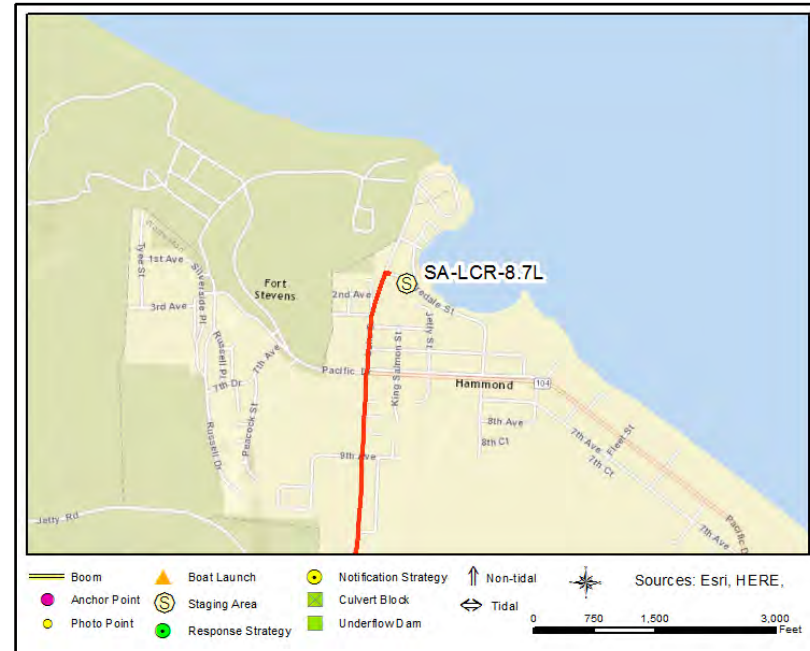 SA-LCR-8.7L
1st Ave
Tyee St
Silverside Pl
3rd Ave
Fort
Stevens
2nd Ave
7th Ave
Russell Pl
7th Dr
Peacock St
Russell Dr
Pacific D
King Salmon St
Jetty St
Hammond
104
8th Ave
8th Ct
7th Ave
7th Ct
Fleet St
9th Ave
7th Ave
Pacific D
Jetty Rd
Boom
Boat Launch
Notification Strategy
Non-tidal
Sources: Esri, HERE,
Anchor Point
S Staging Area
Culvert Block
Tidal
Photo Point
Response Strategy
Underflow Dam
0 750 1,500 3,000
Feet